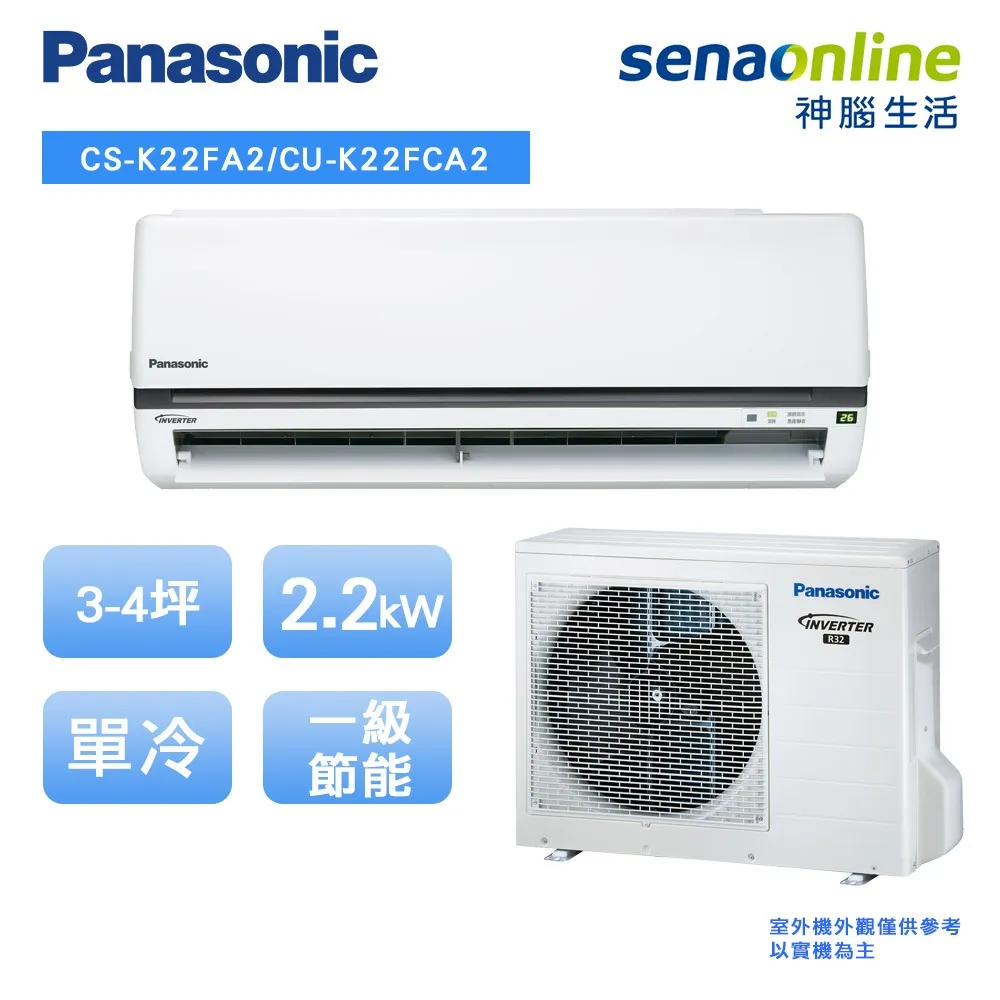 Panasonic
senaonline
神腦生活
CS-K22FA2/CU-K22FCA2
Panasonic
INVERTER
26
3-4坪
2.2kW
單冷
一級
節能
Panasonic
INVERTER
R32
室外機外觀僅供參考
以實機為主